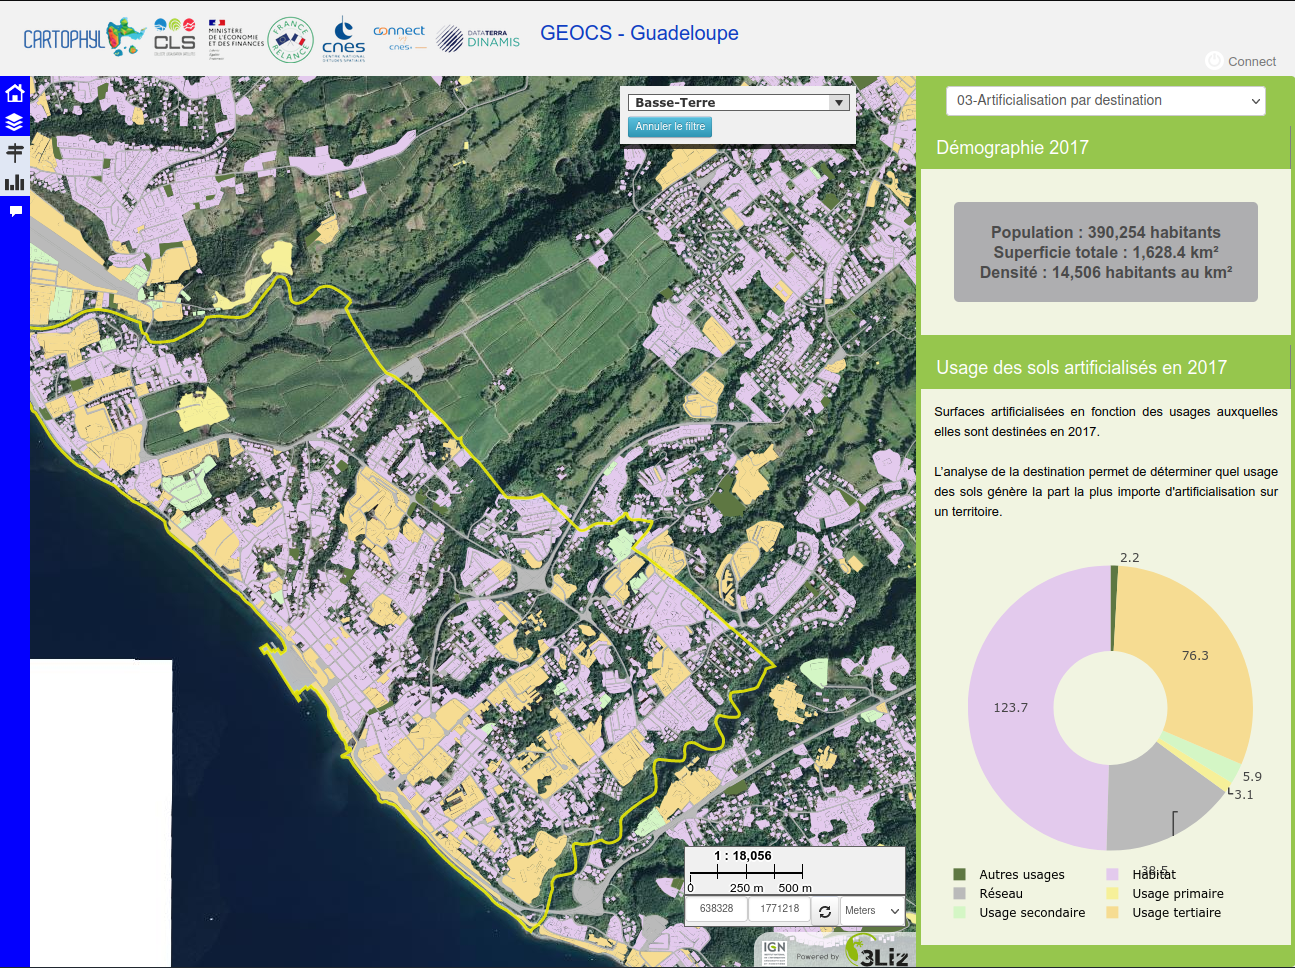 CARTOPHYL
CLS
MINISTÈRE
DE L'ÉCONOMIE
ET DES FINANCES
FRANCE
RELANCE
cnes
CENTRE NATIONAL
D'ÉTUDES SPATIALES
connect
by
cnes
DATATERRA
DINAMIS
GEOCS - Guadeloupe
Connect
Basse-Terre
Annuler le filtre
03-Artificialisation par destination
Démographie 2017
Population : 390,254 habitants
Superficie totale : 1,628.4 km²
Densité : 14,506 habitants au km²
Usage des sols artificialisés en 2017
Surfaces artificialisées en fonction des usages auxquelles
elles sont destinées en 2017.
L'analyse de la destination permet de déterminer quel usage
des sols génère la part la plus importe d'artificialisation sur
un territoire.
2.2
76.3
123.7
5.9
3.1
38.5
Autres usages
Habitat
Réseau
Usage primaire
Usage secondaire
Usage tertiaire
1 : 18,056
0 250 m 500 m
638328 1771218 Meters
IGN
Powered by 3Liz